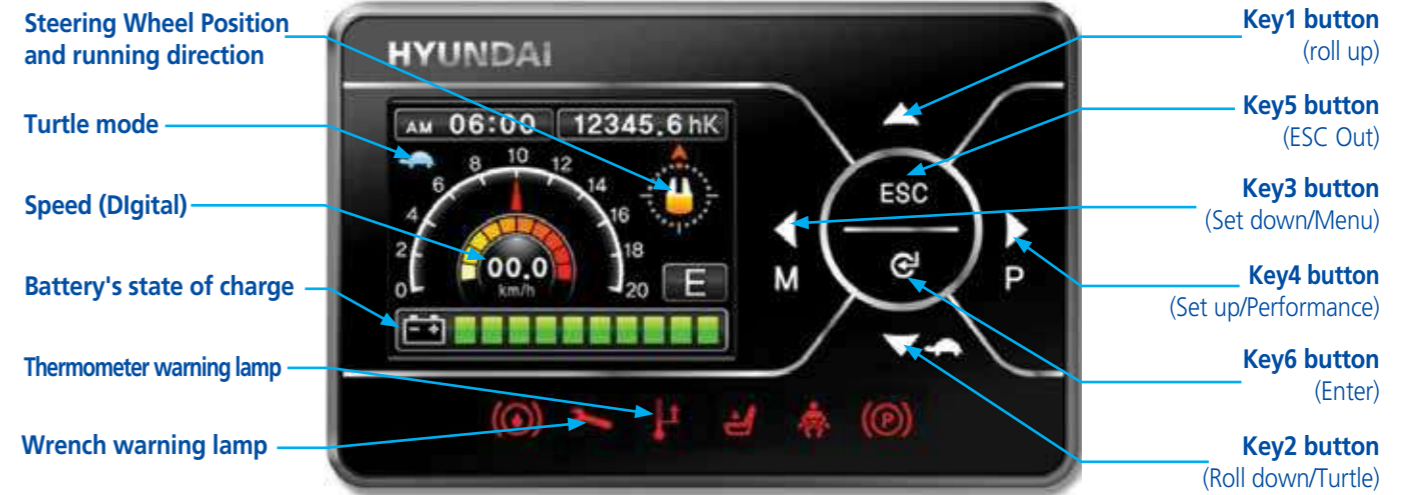 Steering Wheel Position
and running direction
Turtle mode
Speed (DIgital)
Battery's state of charge
Thermometer warning lamp
Wrench warning lamp
HYUNDAI
AM 06:00
12345.6 hK
0
2
4
6
8
10
12
14
16
18
20
00.0
km/h
E
- +
(P)
ESC
M
P
Key1 button
(roll up)
Key5 button
(ESC Out)
Key3 button
(Set down/Menu)
Key4 button
(Set up/Performance)
Key6 button
(Enter)
Key2 button
(Roll down/Turtle)